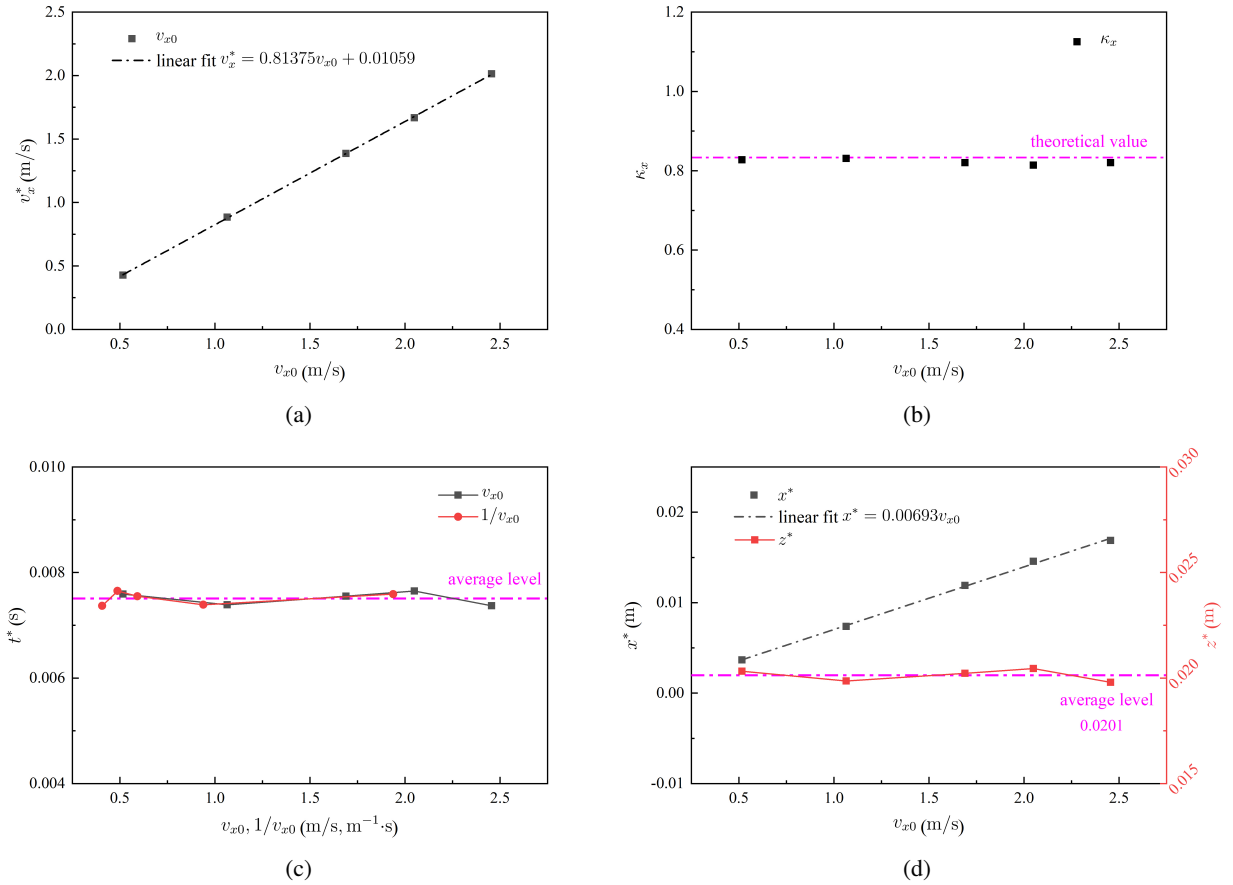 2.5
2.0
1.5
1.0
0.5
0.0
v*x (m/s)
vx0
linear fit v*x = 0.81375vx0 + 0.01059
0.5 1.0 1.5 2.0 2.5
vx0 (m/s)
(a)
1.2
1.0
0.8
0.6
0.4
κx
κx
theoretical value
0.5 1.0 1.5 2.0 2.5
vx0 (m/s)
(b)
0.010
0.008
0.006
0.004
t* (s)
vx0
1/vx0
average level
0.5 1.0 1.5 2.0 2.5
vx0, 1/vx0 (m/s, m⁻¹·s)
(c)
0.02
0.01
0.00
-0.01
x* (m)
x*
linear fit x* = 0.00693vx0
z*
average level
0.0201
0.030
0.025
0.020
0.015
z* (m)
0.5 1.0 1.5 2.0 2.5
vx0 (m/s)
(d)